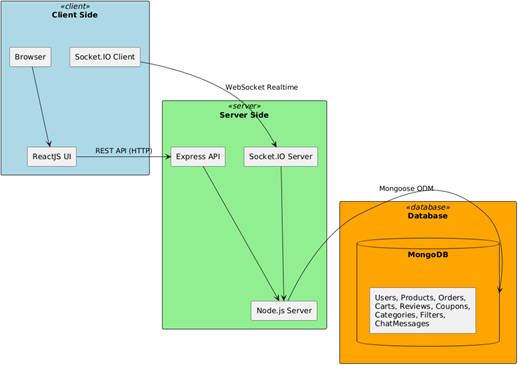 «client»
Client Side
Browser
Socket.IO Client
WebSocket Realtime
«server»
Server Side
ReactJS UI
REST API (HTTP)
Express API
Socket.IO Server
Mongoose ODM
«database»
Database
MongoDB
Users, Products, Orders,
Carts, Reviews, Coupons,
Categories, Filters,
ChatMessages
Node.js Server